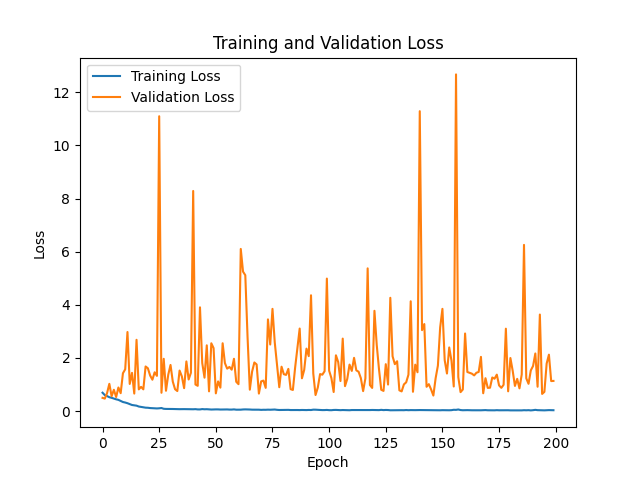 Training and Validation Loss
Training Loss
Validation Loss
12
10
8
6
4
2
0
Loss
0 25 50 75 100 125 150 175 200
Epoch